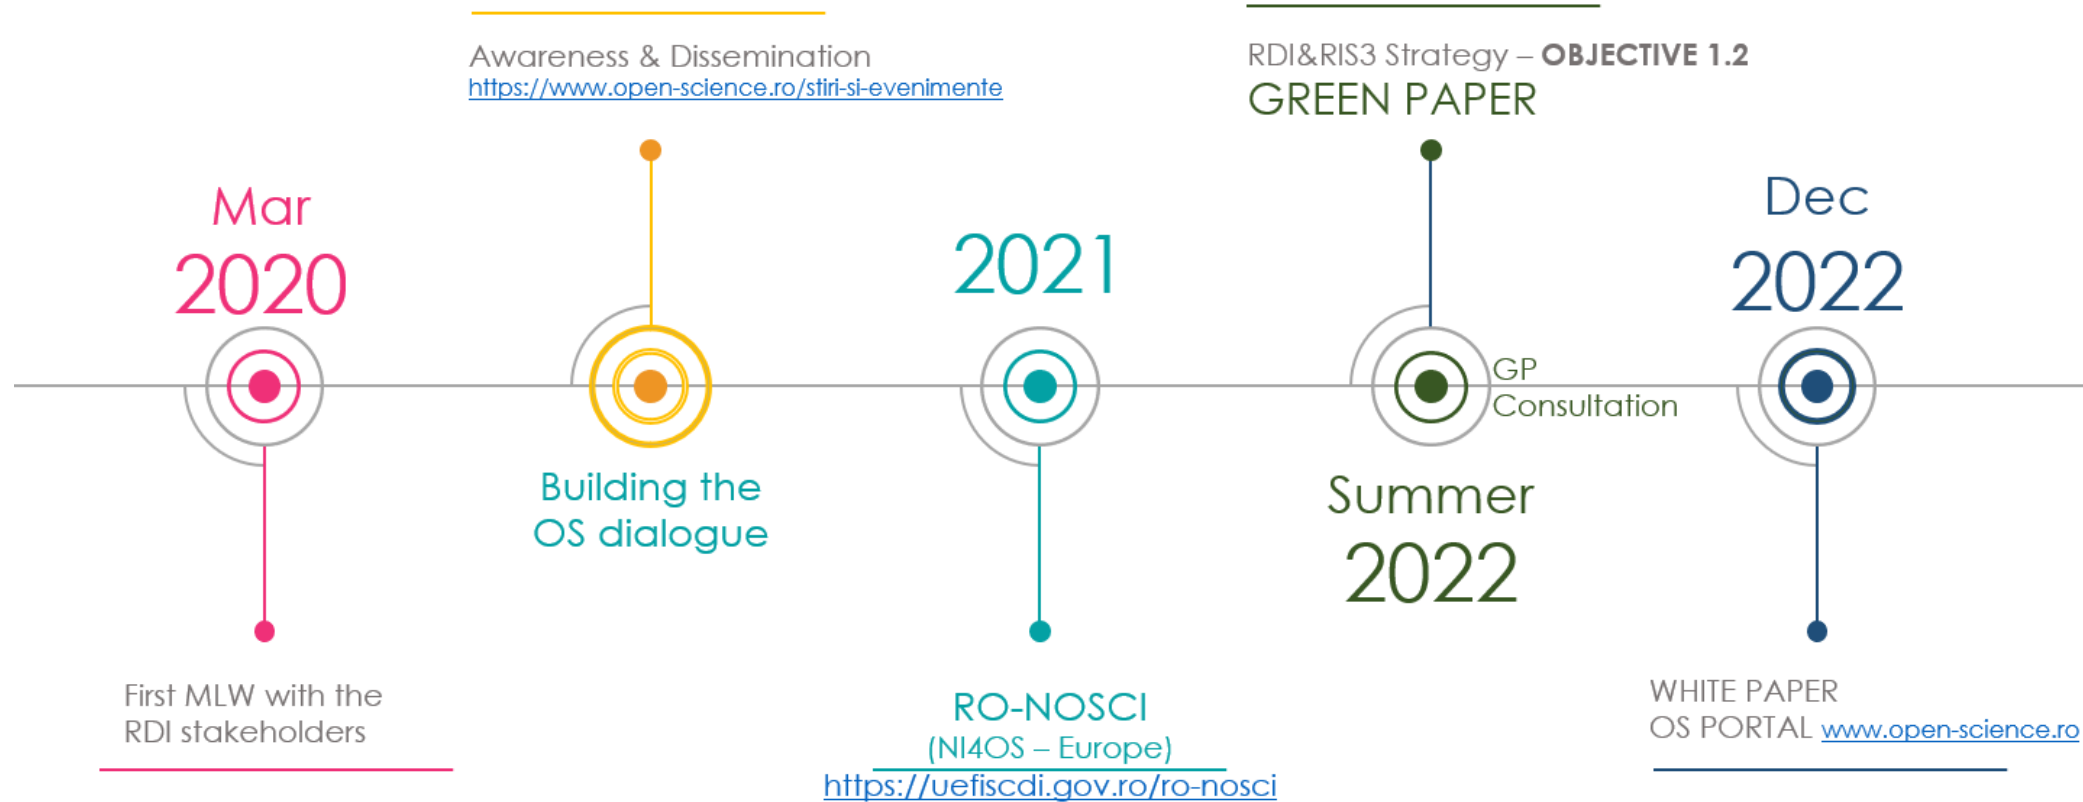 Awareness & Dissemination
https://www.open-science.ro/stiri-si-evenimente
RDI&RIS3 Strategy – OBJECTIVE 1.2
GREEN PAPER
Mar
2020
2021
Dec
2022
GP
Consultation
Building the
OS dialogue
Summer
2022
First MLW with the
RDI stakeholders
RO-NOSCI
(NI4OS – Europe)
https://uefiscdi.gov.ro/ro-nosci
WHITE PAPER
OS PORTAL www.open-science.ro